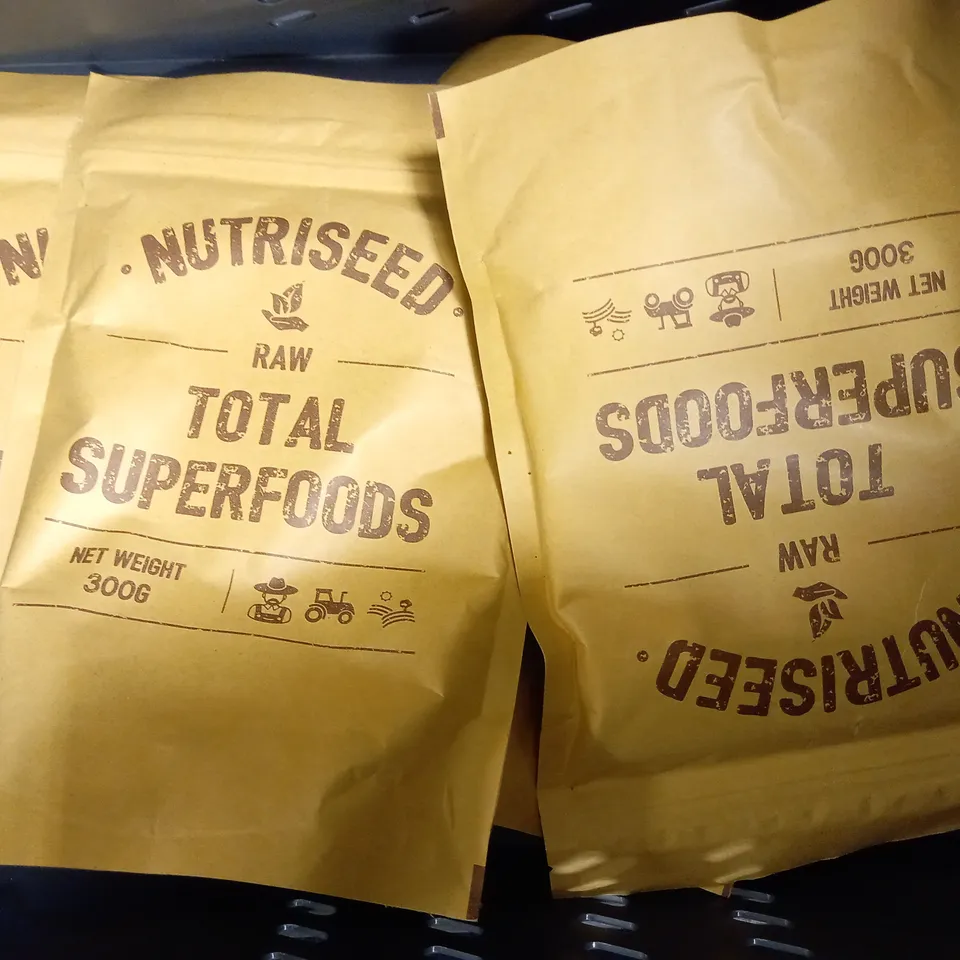 NUTRISEED
RAW
TOTAL
SUPERFOODS
NET WEIGHT
300G
NUTRISEED
RAW
TOTAL
SUPERFOODS
NET WEIGHT
300G